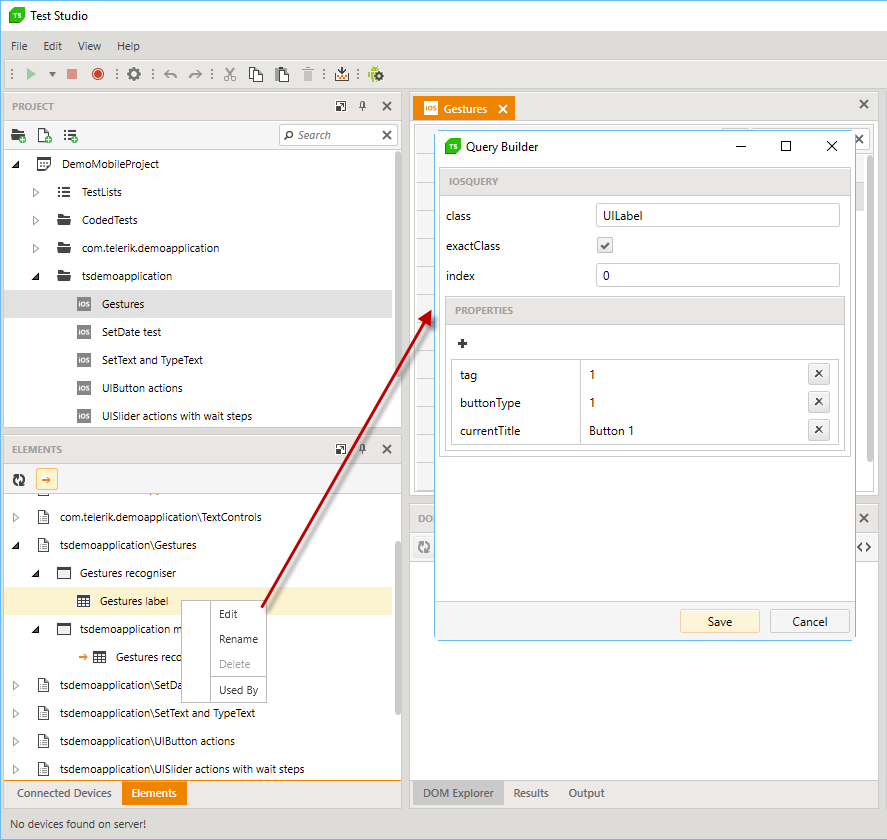 TS Test Studio
File Edit View Help
PROJECT
Search
DemoMobileProject
TestLists
CodedTests
com.telerik.demoapplication
tsdemoapplication
iOS Gestures
iOS SetDate test
iOS SetText and TypeText
iOS UIButton actions
iOS UISlider actions with wait steps
ELEMENTS
com.telerik.demoapplication\TextControls
tsdemoapplication\Gestures
Gestures recogniser
Gestures label
tsdemoapplication m
Gestures reco
tsdemoapplication\SetDa
tsdemoapplication\SetText and TypeText
tsdemoapplication\UIButton actions
tsdemoapplication\UISlider actions with wait steps
Edit
Rename
Delete
Used By
Connected Devices Elements
No devices found on server!
iOS Gestures
TS Query Builder
IOSQUERY
class UILabel
exactClass
index 0
PROPERTIES
tag 1
buttonType 1
currentTitle Button 1
Save Cancel
DO
DOM Explorer Results Output